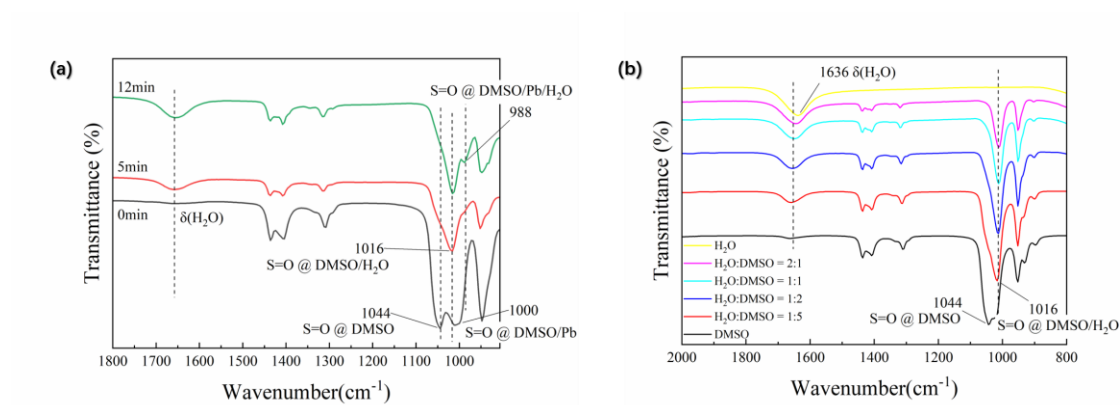 (a)
12min
S=O @ DMSO/Pb/H₂O
988
5min
0min
δ(H₂O)
1016
S=O @ DMSO/H₂O
1044
1000
S=O @ DMSO
S=O @ DMSO/Pb
1800 1700 1600 1500 1400 1300 1200 1100 1000
Wavenumber(cm⁻¹)
Transmittance (%)
(b)
1636 δ(H₂O)
H₂O
H₂O:DMSO = 2:1
H₂O:DMSO = 1:1
H₂O:DMSO = 1:2
H₂O:DMSO = 1:5
DMSO
1044
1016
S=O @ DMSO
S=O @ DMSO/H₂O
2000 1800 1600 1400 1200 1000 800
Wavenumber(cm⁻¹)
Transmittance (%)